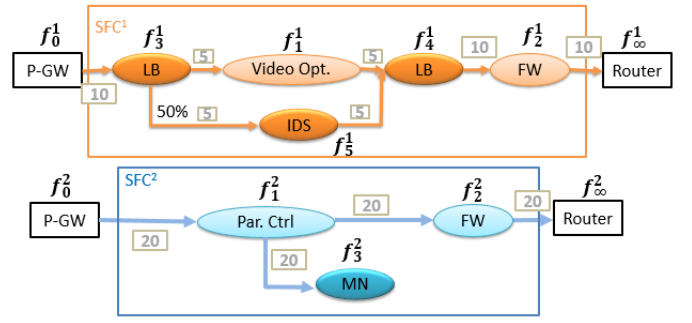 SFC¹
f₀¹ f₃¹ f₁¹ f₄¹ f₂¹ f∞¹
P-GW LB 5 Video Opt. 5 LB 10 FW 10 Router
10
50% 5 IDS 5
f₅¹
SFC²
f₀² f₁² f₂² f∞²
P-GW 20 Par. Ctrl 20 FW 20 Router
20 f₃²
MN